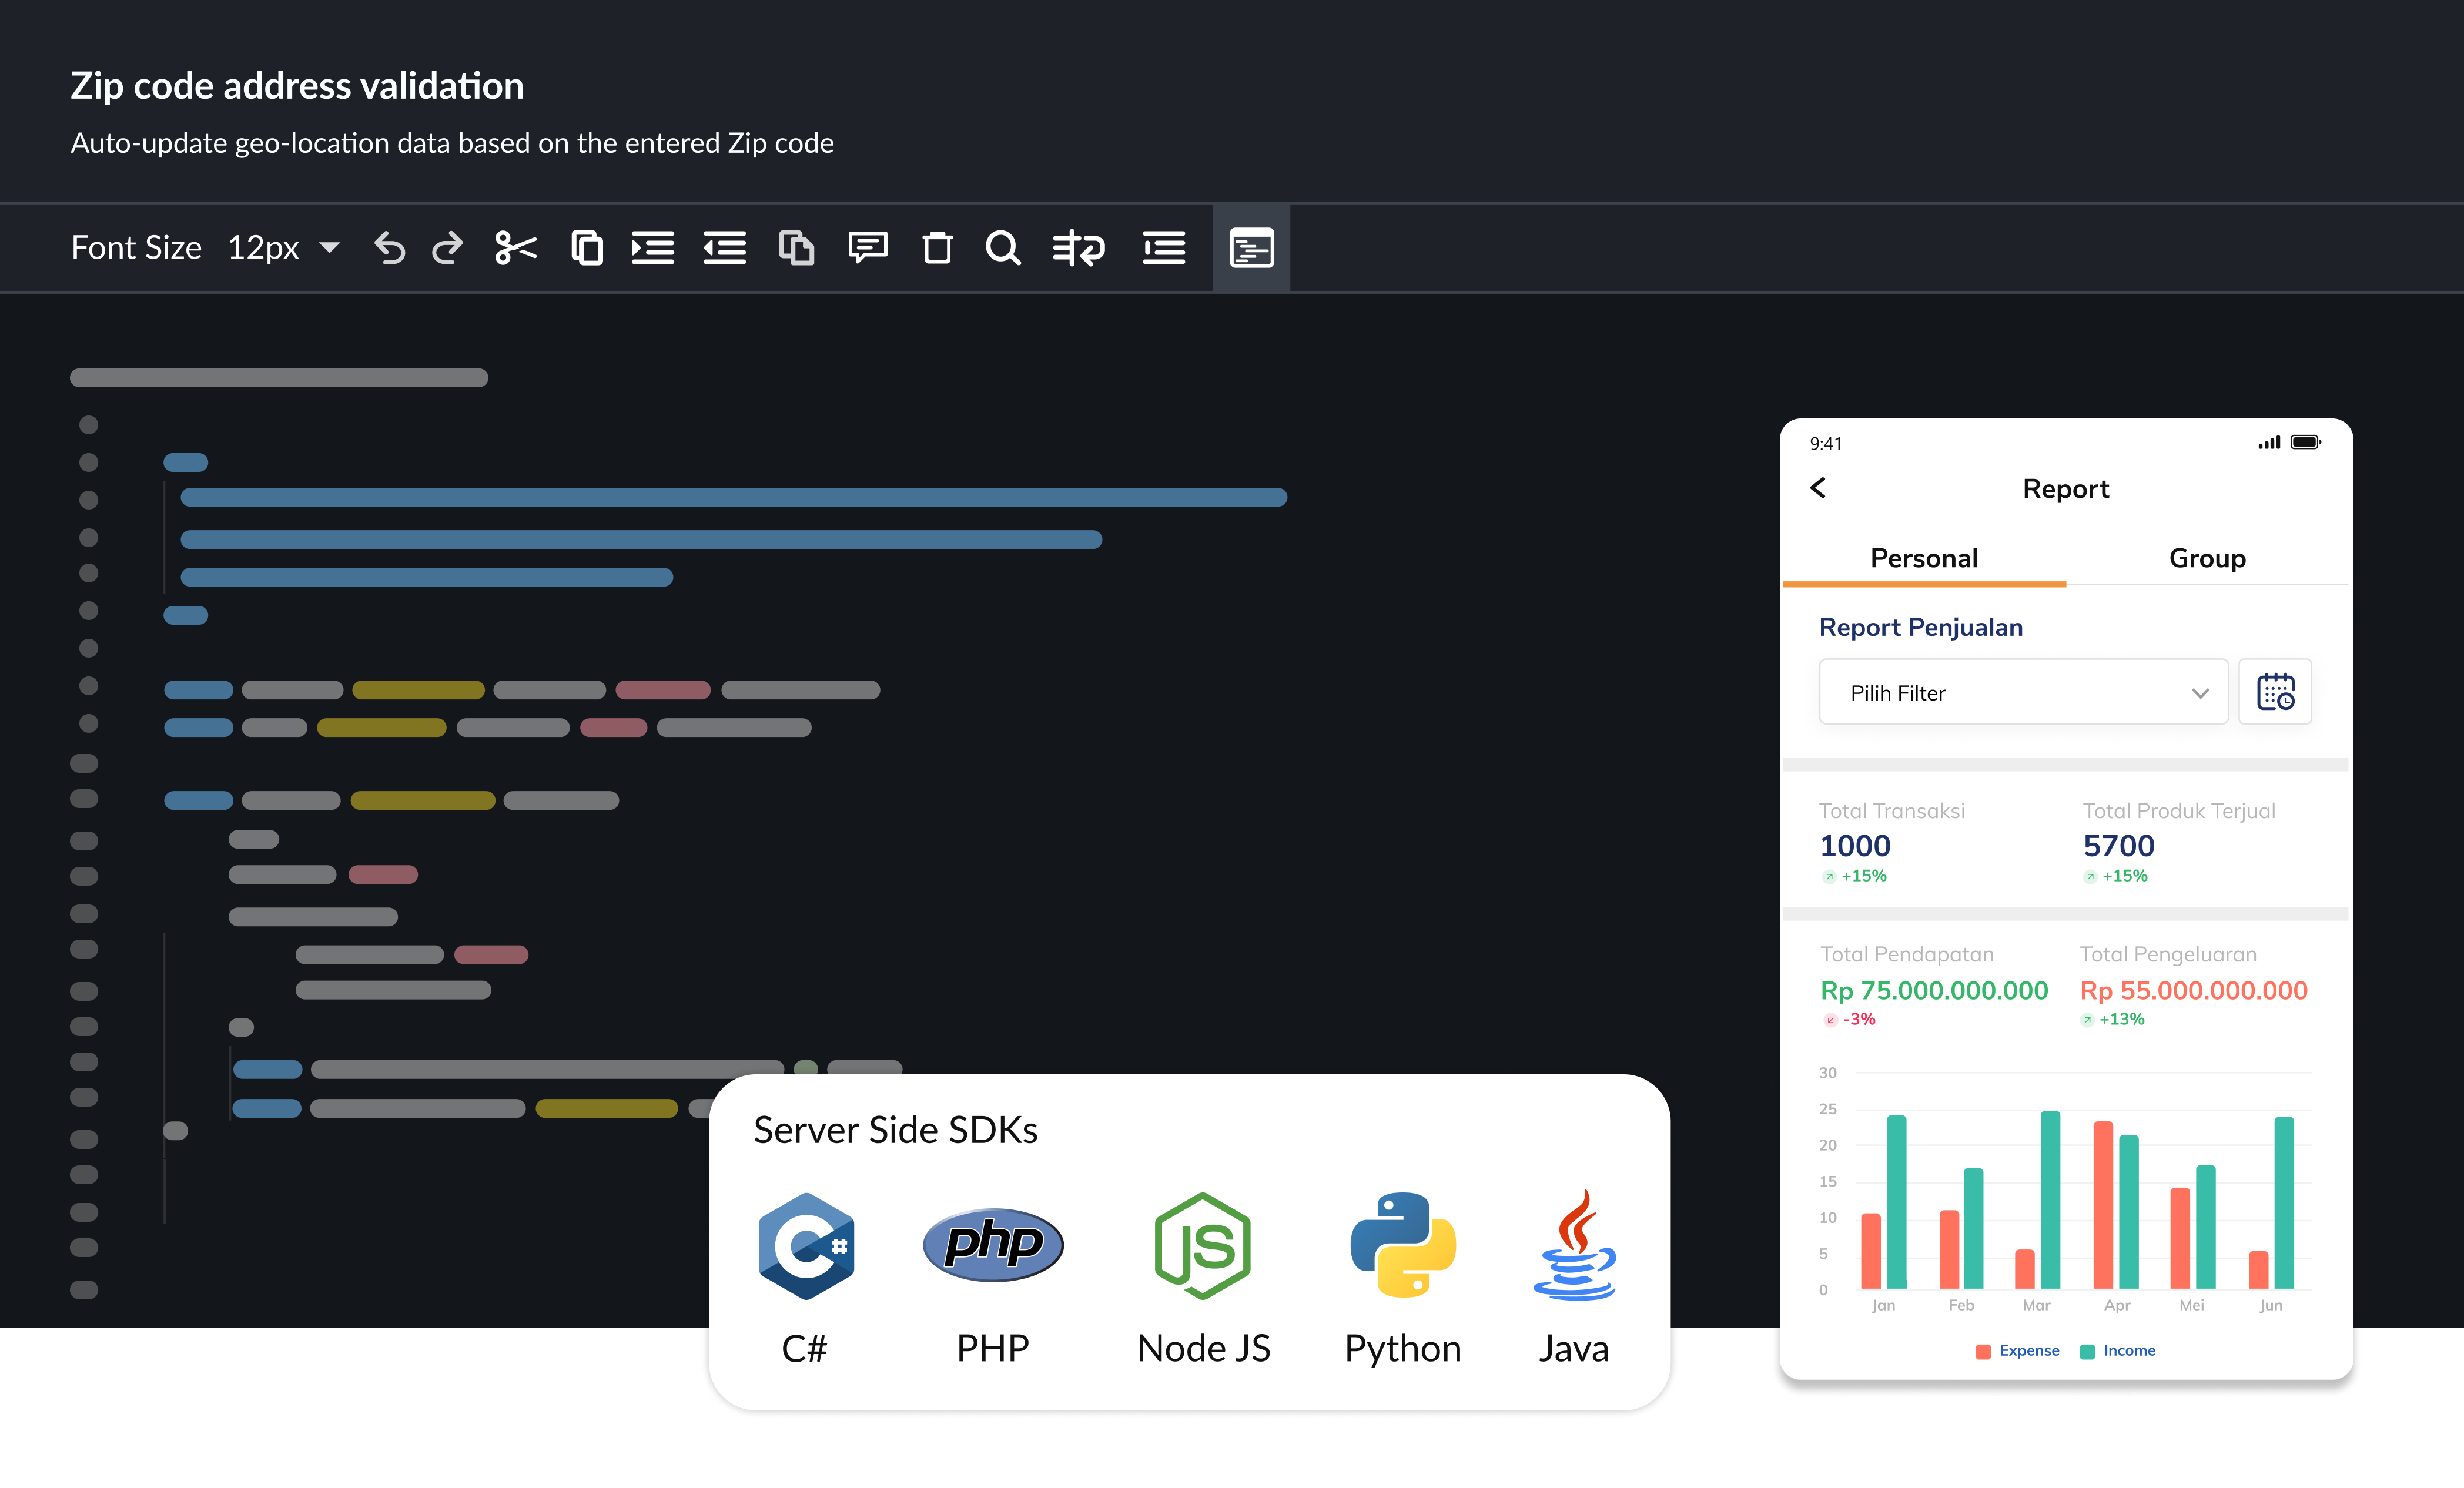 Zip code address validation
Auto-update geo-location data based on the entered Zip code
Font Size 12px
9:41
Report
Personal Group
Report Penjualan
Pilih Filter
Total Transaksi Total Produk Terjual
1000 5700
+15% +15%
Total Pendapatan Total Pengeluaran
Rp 75.000.000.000 Rp 55.000.000.000
-3% +13%
30
25
20
15
10
5
0
Jan Feb Mar Apr Mei Jun
Expense Income
Server Side SDKs
C# php JS
C# PHP Node JS Python Java